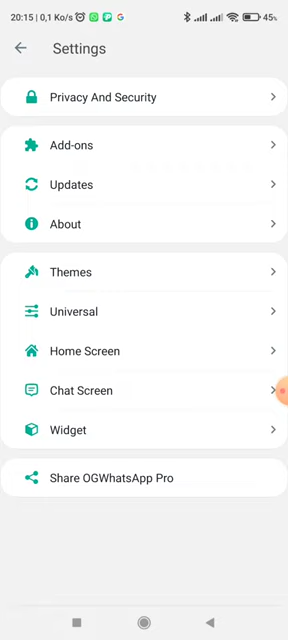 20:15 | 0,1 Ko/s
45%
Settings
Privacy And Security
Add-ons
Updates
About
Themes
Universal
Home Screen
Chat Screen
Widget
Share OGWhatsApp Pro